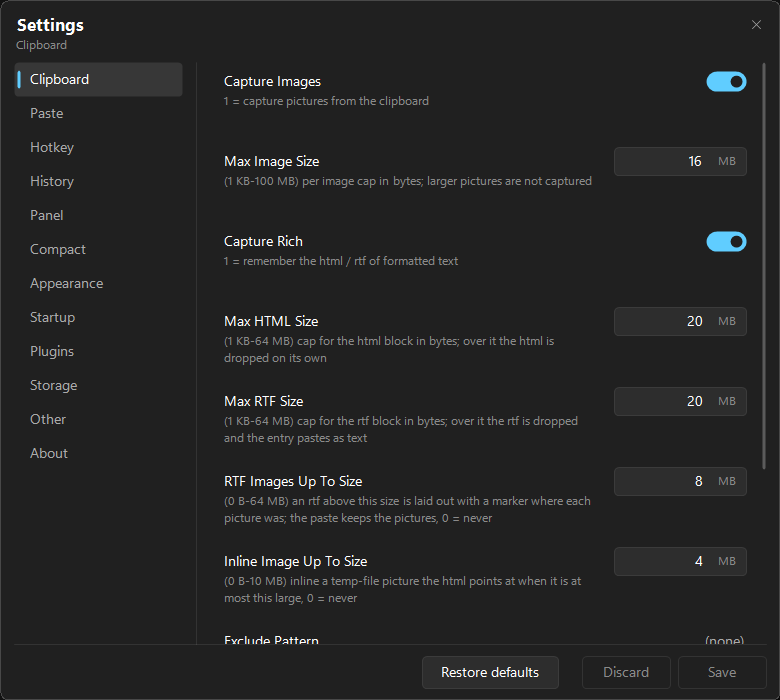 Settings
Clipboard
Clipboard
Paste
Hotkey
History
Panel
Compact
Appearance
Startup
Plugins
Storage
Other
About
Capture Images
1 = capture pictures from the clipboard
Max Image Size
(1 KB-100 MB) per image cap in bytes; larger pictures are not captured
16 MB
Capture Rich
1 = remember the html / rtf of formatted text
Max HTML Size
(1 KB-64 MB) cap for the html block in bytes; over it the html is
dropped on its own
20 MB
Max RTF Size
(1 KB-64 MB) cap for the rtf block in bytes; over it the rtf is dropped
and the entry pastes as text
20 MB
RTF Images Up To Size
(0 B-64 MB) an rtf above this size is laid out with a marker where each
picture was; the paste keeps the pictures, 0 = never
8 MB
Inline Image Up To Size
(0 B-10 MB) inline a temp-file picture the html points at when it is at
most this large, 0 = never
4 MB
Exclude Pattern
(none)
Restore defaults
Discard
Save